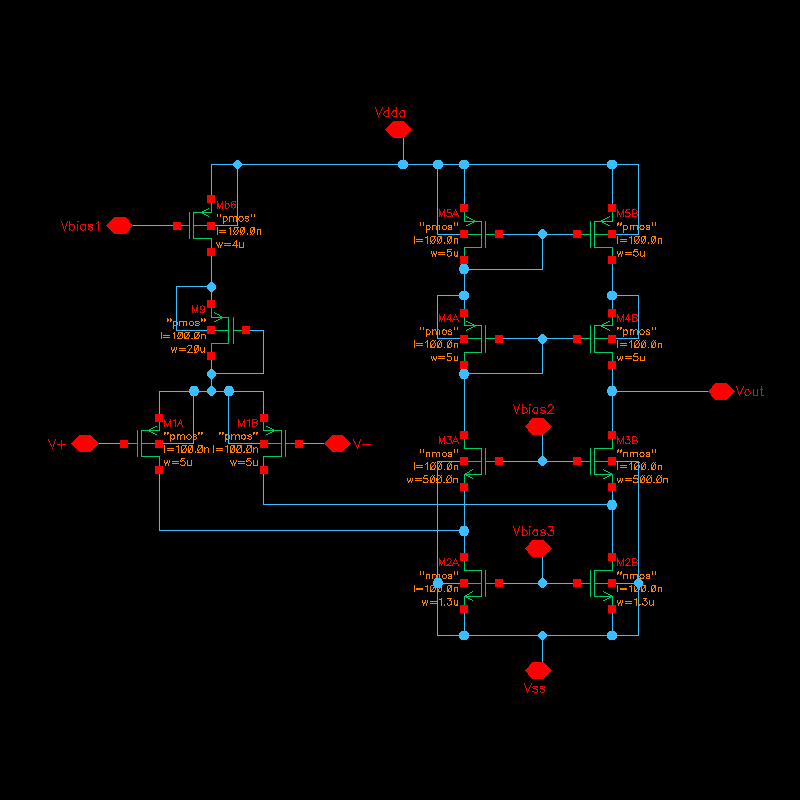 Vdda
Vbias1
Mb6
"pmos"
l=100.0n
w=4u
M5A
"pmos"
l=100.0n
w=5u
M5B
"pmos"
l=100.0n
w=5u
M9
"pmos"
l=100.0n
w=20u
M4A
"pmos"
l=100.0n
w=5u
M4B
"pmos"
l=100.0n
w=5u
Vout
V+
M1A
"pmos"
l=100.0n
w=5u
M1B
"pmos"
l=100.0n
w=5u
V-
Vbias2
M3A
"nmos"
l=100.0n
w=500.0n
M3B
"nmos"
l=100.0n
w=500.0n
Vbias3
M2A
"nmos"
l=100.0n
w=1.3u
M2B
"nmos"
l=100.0n
w=1.3u
Vss